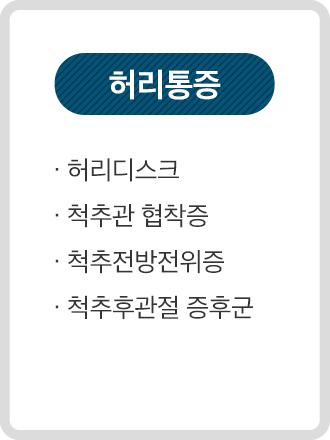 허리통증
· 허리디스크
· 척추관 협착증
· 척추전방전위증
· 척추후관절 증후군